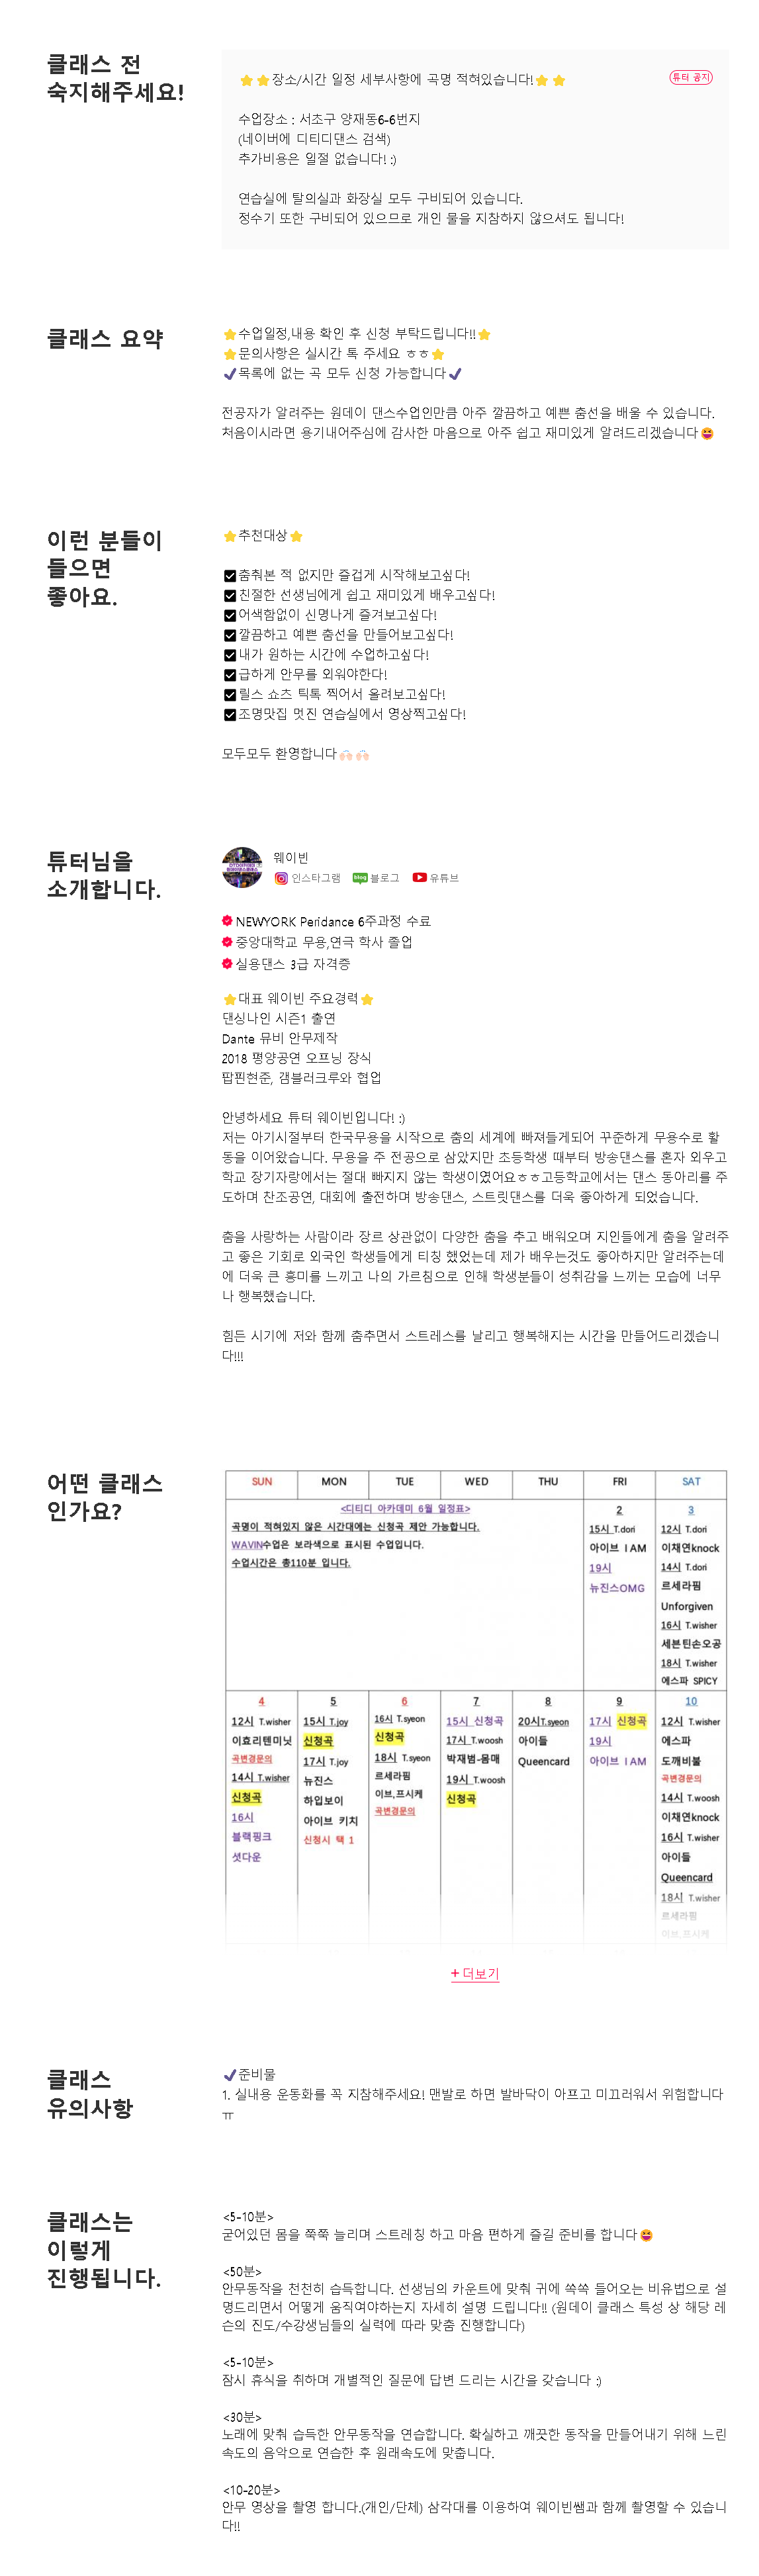 클래스 전
숙지해주세요!
⭐⭐장소/시간 일정 세부사항에 곡명 적혀있습니다!⭐⭐
튜터 공지
수업장소 : 서초구 양재동6-6번지
(네이버에 디티디댄스 검색)
추가비용은 일절 없습니다! :)
연습실에 탈의실과 화장실 모두 구비되어 있습니다.
정수기 또한 구비되어 있으므로 개인 물을 지참하지 않으셔도 됩니다!
클래스 요약
⭐수업일정,내용 확인 후 신청 부탁드립니다!!⭐
⭐문의사항은 실시간 톡 주세요 ㅎㅎ⭐
✔목록에 없는 곡 모두 신청 가능합니다✔
전공자가 알려주는 원데이 댄스수업인만큼 아주 깔끔하고 예쁜 춤선을 배울 수 있습니다.
처음이시라면 용기내어주심에 감사한 마음으로 아주 쉽고 재미있게 알려드리겠습니다😆
이런 분들이
들으면
좋아요.
⭐추천대상⭐
☑춤춰본 적 없지만 즐겁게 시작해보고싶다!
☑친절한 선생님에게 쉽고 재미있게 배우고싶다!
☑어색함없이 신명나게 즐겨보고싶다!
☑깔끔하고 예쁜 춤선을 만들어보고싶다!
☑내가 원하는 시간에 수업하고싶다!
☑급하게 안무를 외워야한다!
☑릴스 쇼츠 틱톡 찍어서 올려보고싶다!
☑조명맛집 멋진 연습실에서 영상찍고싶다!
모두모두 환영합니다🙌🏻🙌🏻
튜터님을
소개합니다.
웨이빈
인스타그램 blog 블로그 유튜브
NEWYORK Peridance 6주과정 수료
중앙대학교 무용,연극 학사 졸업
실용댄스 3급 자격증
⭐대표 웨이빈 주요경력⭐
댄싱나인 시즌1 출연
Dante 뮤비 안무제작
2018 평양공연 오프닝 장식
팝핀현준, 갬블러크루와 협업
안녕하세요 튜터 웨이빈입니다! :)
저는 아기시절부터 한국무용을 시작으로 춤의 세계에 빠져들게되어 꾸준하게 무용수로 활
동을 이어왔습니다. 무용을 주 전공으로 삼았지만 초등학생 때부터 방송댄스를 혼자 외우고
학교 장기자랑에서는 절대 빠지지 않는 학생이였어요ㅎㅎ고등학교에서는 댄스 동아리를 주
도하며 찬조공연, 대회에 출전하며 방송댄스, 스트릿댄스를 더욱 좋아하게 되었습니다.
춤을 사랑하는 사람이라 장르 상관없이 다양한 춤을 추고 배워오며 지인들에게 춤을 알려주
고 좋은 기회로 외국인 학생들에게 티칭 했었는데 제가 배우는것도 좋아하지만 알려주는데
에 더욱 큰 흥미를 느끼고 나의 가르침으로 인해 학생분들이 성취감을 느끼는 모습에 너무
나 행복했습니다.
힘든 시기에 저와 함께 춤추면서 스트레스를 날리고 행복해지는 시간을 만들어드리겠습니
다!!!
어떤 클래스
인가요?
SUN MON TUE WED THU FRI SAT
<디티디 아카데미 6월 일정표>
곡명이 적혀있지 않은 시간대에는 신청곡 제안 가능합니다.
WAVIN수업은 보라색으로 표시된 수업입니다.
수업시간은 총110분 입니다.
2
15시 T.dori
아이브 I AM
19시
뉴진스OMG
3
12시 T.dori
이채연knock
14시 T.dori
르세라핌
Unforgiven
16시 T.wisher
세븐틴손오공
18시 T.wisher
에스파 SPICY
4
12시 T.wisher
이효리텐미닛
곡변경문의
14시 T.wisher
신청곡
16시
블랙핑크
셧다운
5
15시 T.joy
신청곡
17시 T.joy
뉴진스
하입보이
아이브 키치
신청시 택 1
6
16시 T.syeon
신청곡
18시 T.syeon
르세라핌
이브,프시케
곡변경문의
7
15시 신청곡
17시 T.woosh
박재범-몸매
19시 T.woosh
신청곡
8
20시T.syeon
아이들
Queencard
9
17시 신청곡
19시
아이브 I AM
10
12시 T.wisher
에스파
도깨비불
곡변경문의
14시 T.woosh
이채연knock
16시 T.wisher
아이들
Queencard
18시 T.wisher
르세라핌
이브,프시케
+ 더보기
클래스
유의사항
✔준비물
1. 실내용 운동화를 꼭 지참해주세요! 맨발로 하면 발바닥이 아프고 미끄러워서 위험합니다
ㅠ
클래스는
이렇게
진행됩니다.
<5-10분>
굳어있던 몸을 쭉쭉 늘리며 스트레칭 하고 마음 편하게 즐길 준비를 합니다😆
<50분>
안무동작을 천천히 습득합니다. 선생님의 카운트에 맞춰 귀에 쏙쏙 들어오는 비유법으로 설
명드리면서 어떻게 움직여야하는지 자세히 설명 드립니다!! (원데이 클래스 특성 상 해당 레
슨의 진도/수강생님들의 실력에 따라 맞춤 진행합니다)
<5-10분>
잠시 휴식을 취하며 개별적인 질문에 답변 드리는 시간을 갖습니다 :)
<30분>
노래에 맞춰 습득한 안무동작을 연습합니다. 확실하고 깨끗한 동작을 만들어내기 위해 느린
속도의 음악으로 연습한 후 원래속도에 맞춥니다.
<10-20분>
안무 영상을 촬영 합니다.(개인/단체) 삼각대를 이용하여 웨이빈쌤과 함께 촬영할 수 있습니
다!!